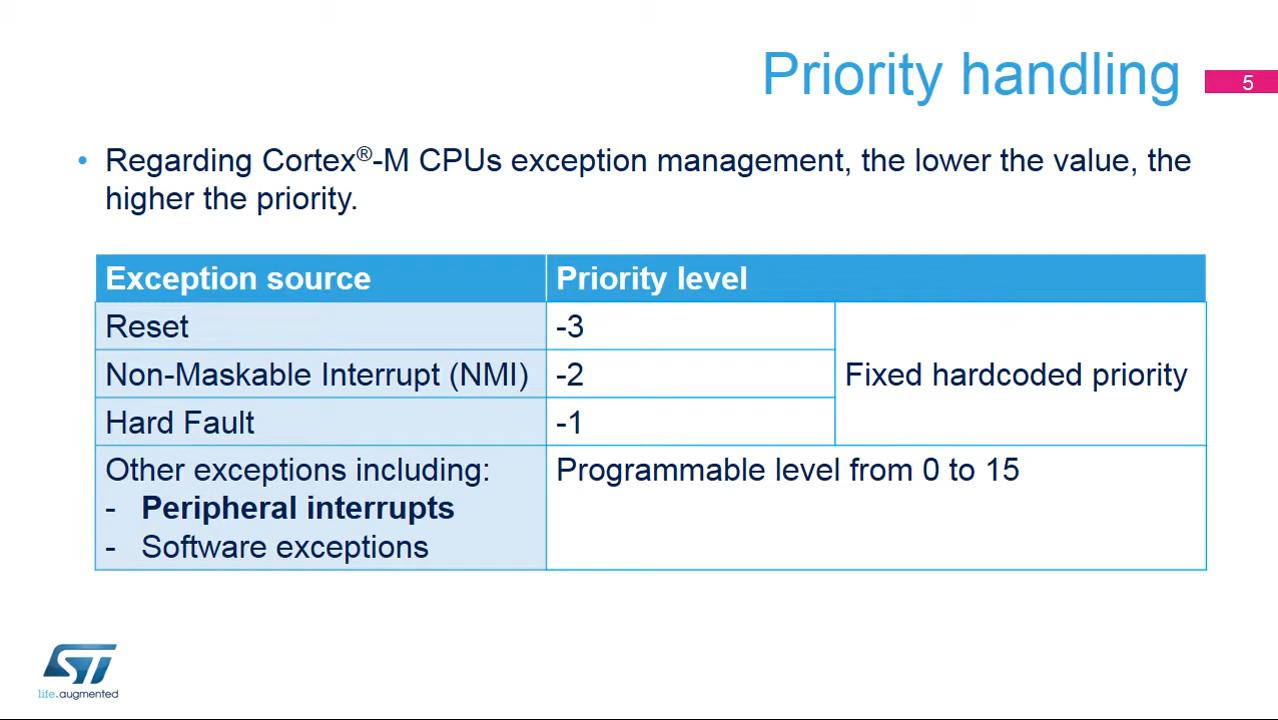 Priority handling
5
• Regarding Cortex®-M CPUs exception management, the lower the value, the
higher the priority.
Exception source
Priority level
Reset
-3
Non-Maskable Interrupt (NMI)
-2
Fixed hardcoded priority
Hard Fault
-1
Other exceptions including:
Programmable level from 0 to 15
- Peripheral interrupts
- Software exceptions
ST
life.augmented